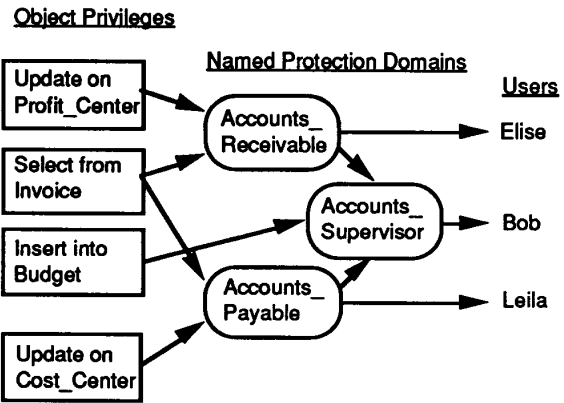 Object Privileges
Named Protection Domains
Users
Update on
Profit_Center
Select from
Invoice
Insert into
Budget
Update on
Cost_Center
Accounts_
Receivable
Accounts_
Supervisor
Accounts_
Payable
Elise
Bob
Leila